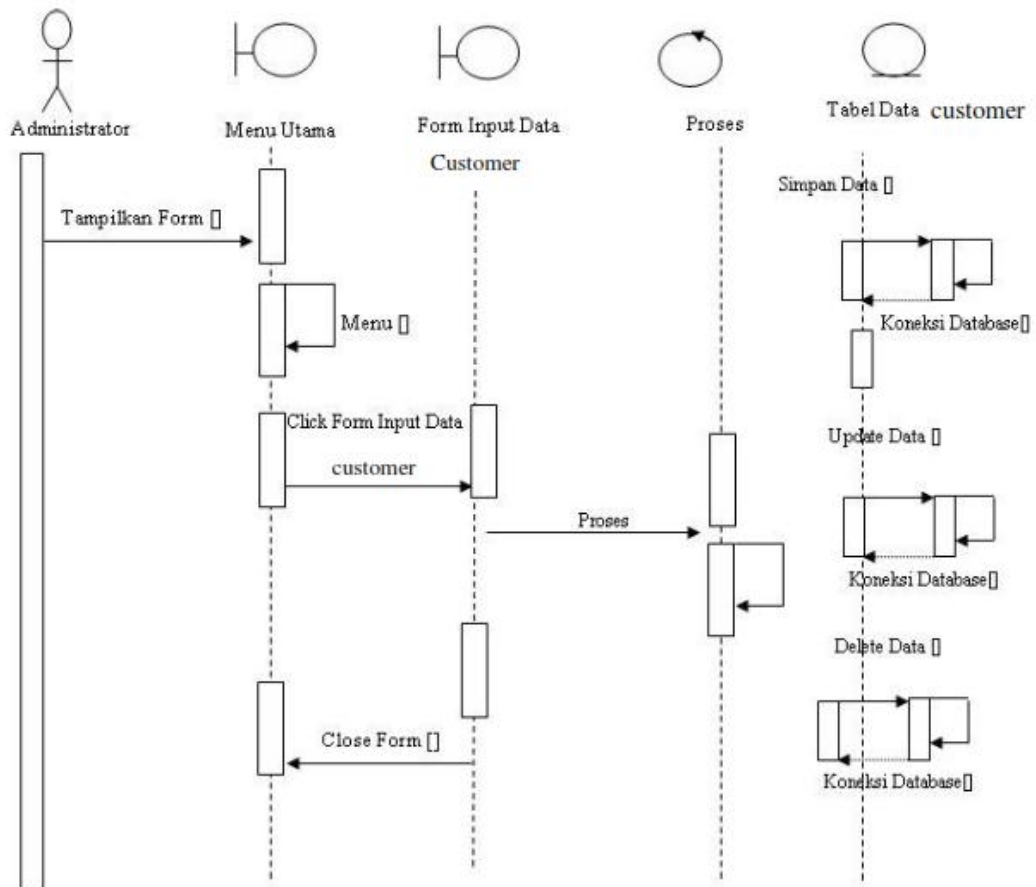 Administrator
Menu Utama
Form Input Data
Customer
Proses
Tabel Data customer
Simpan Data []
Tampilkan Form []
Koneksi Database[]
Menu []
Click Form Input Data
customer
Update Data []
Proses
Koneksi Database[]
Delete Data []
Close Form []
Koneksi Database[]